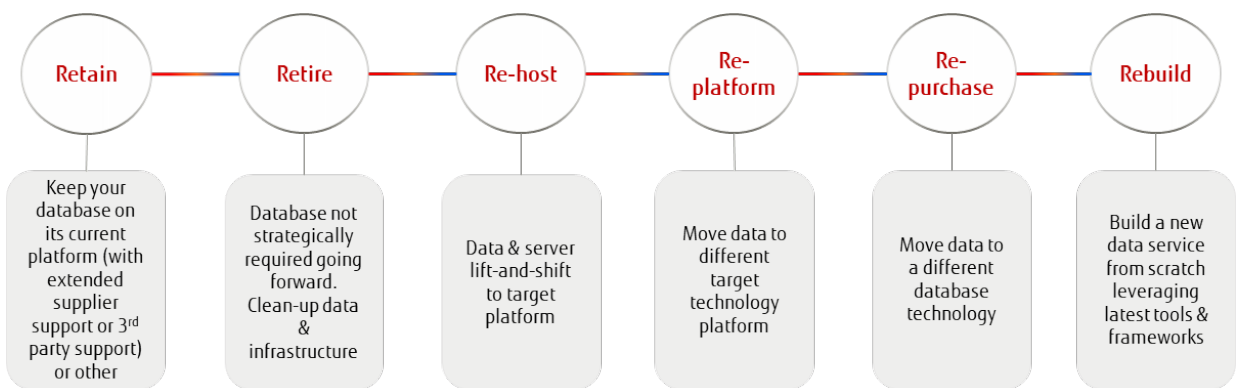 Retain
Retire
Re-host
Re-
platform
Re-
purchase
Rebuild
Keep your
database on
its current
platform (with
extended
supplier
support or 3rd
party support)
or other
Database not
strategically
required going
forward.
Clean-up data
&
infrastructure
Data & server
lift-and-shift
to target
platform
Move data to
different
target
technology
platform
Move data to
a different
database
technology
Build a new
data service
from scratch
leveraging
latest tools &
frameworks